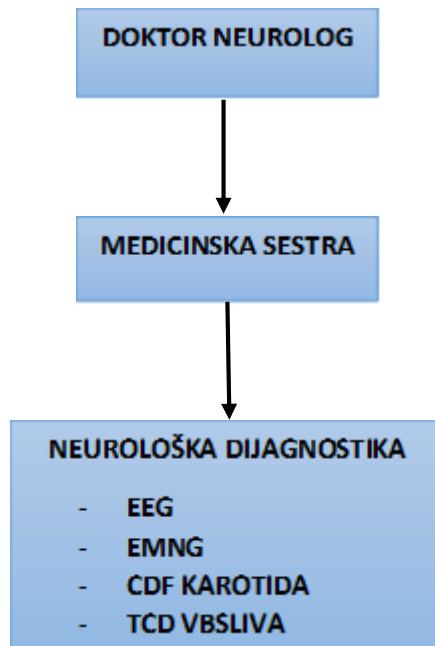 DOKTOR NEUROLOG
MEDICINSKA SESTRA
NEUROLOŠKA DIJAGNOSTIKA
- EEG
- EMNG
- CDF KAROTIDA
- TCD VBSLIVA